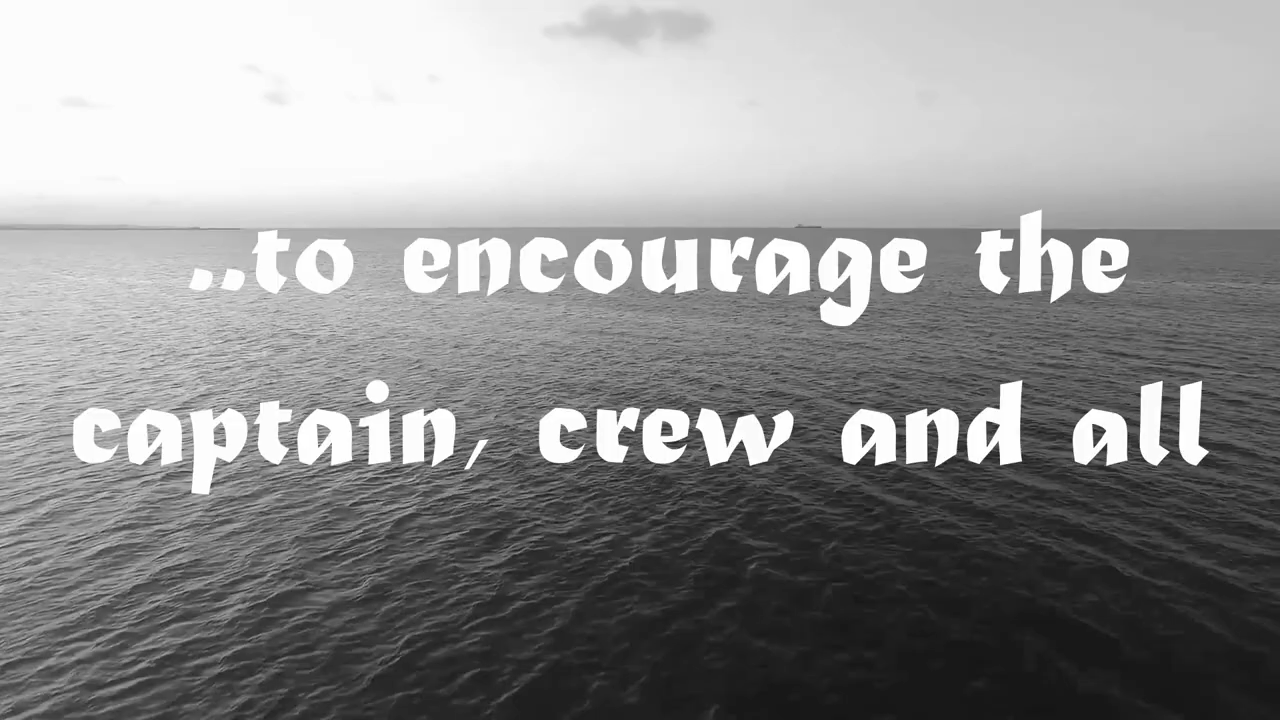 ..to encourage the
captain, crew and all